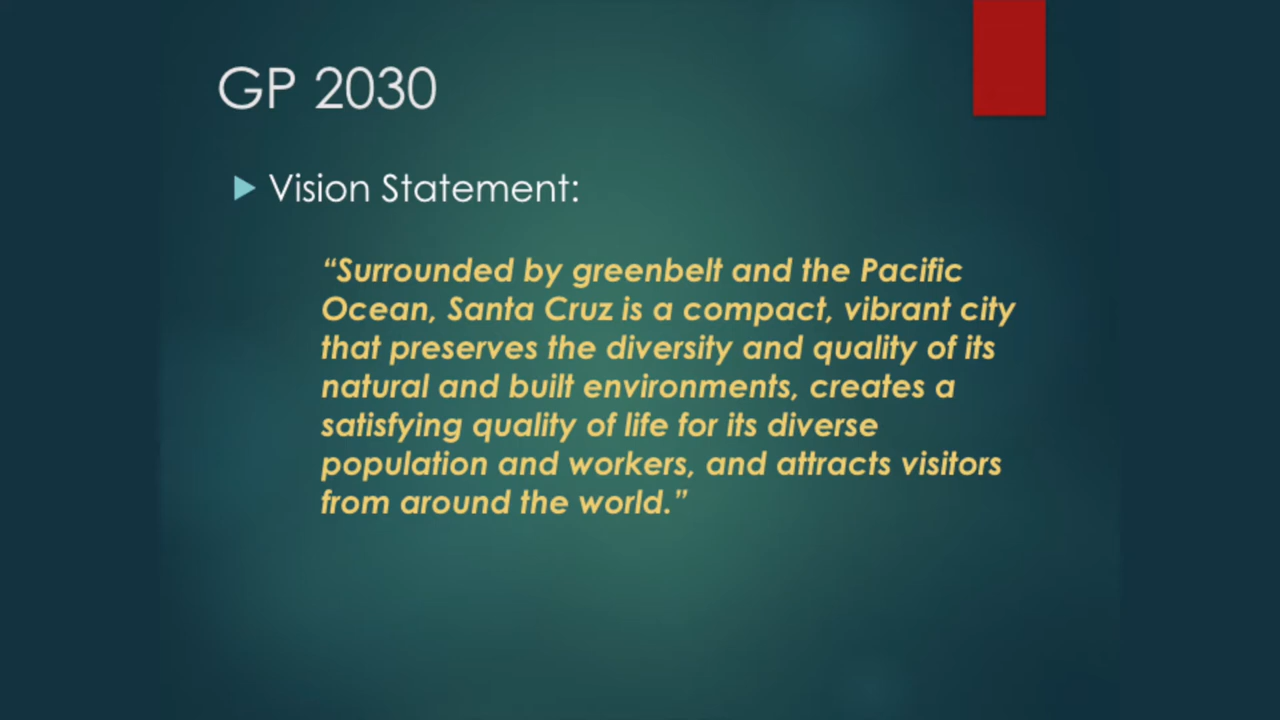 GP 2030
Vision Statement:
“Surrounded by greenbelt and the Pacific
Ocean, Santa Cruz is a compact, vibrant city
that preserves the diversity and quality of its
natural and built environments, creates a
satisfying quality of life for its diverse
population and workers, and attracts visitors
from around the world.”